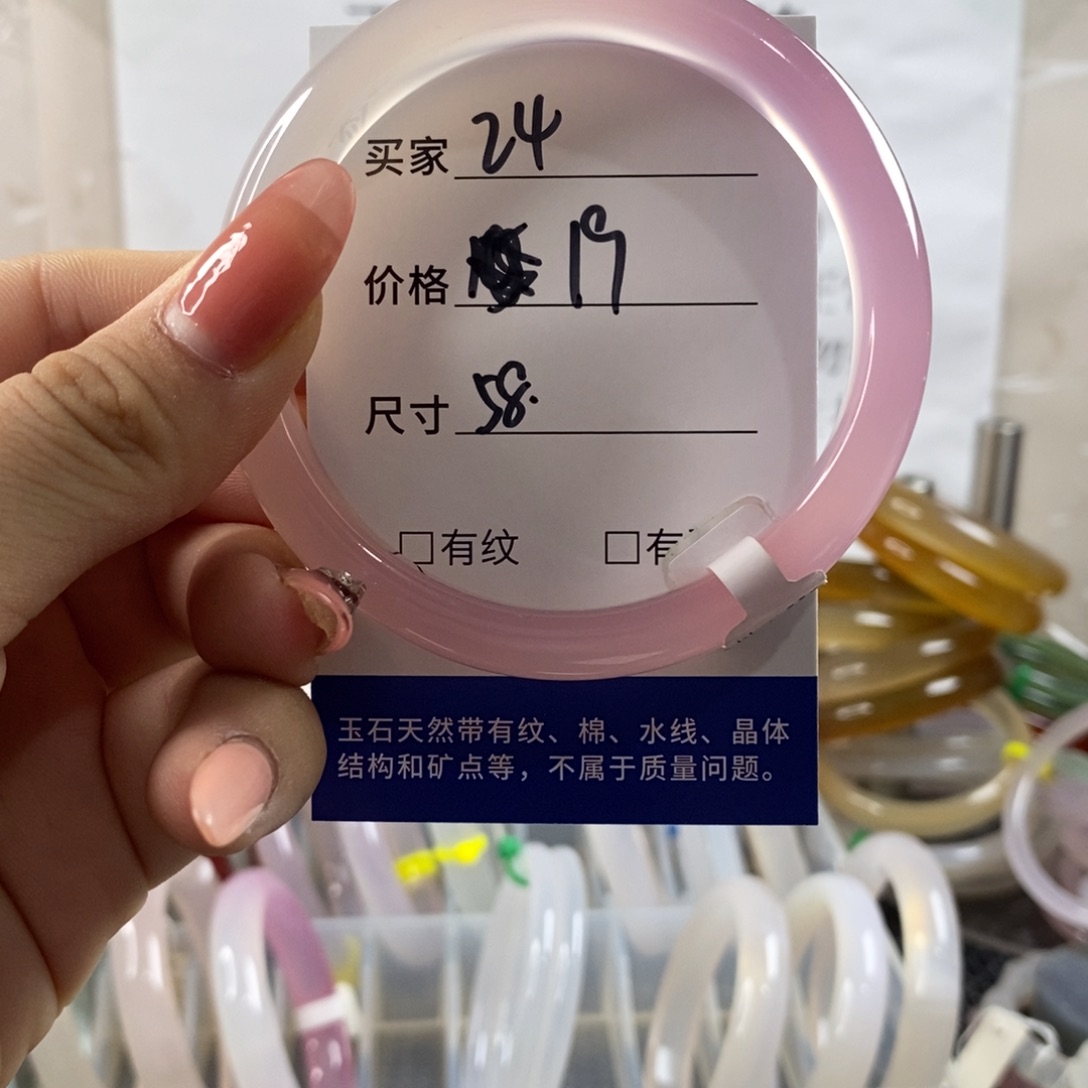 买家 24
价格 19
尺寸 58.
□有纹 □有
玉石天然带有纹、棉、水线、晶体
结构和矿点等，不属于质量问题。